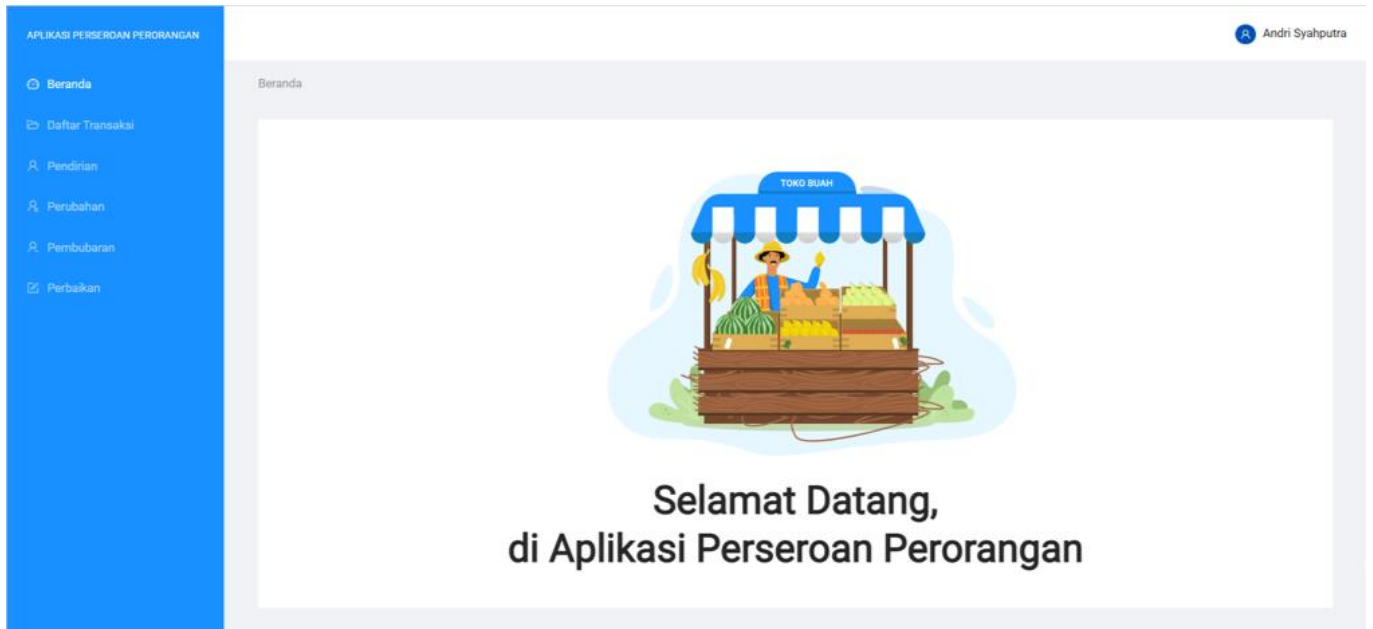 APLIKASI PERSEROAN PERORANGAN
Andri Syahputra
Beranda
Daftar Transaksi
Pendirian
Perubahan
Pembubaran
Perbaikan
Beranda
TOKO BUAH
Selamat Datang,
di Aplikasi Perseroan Perorangan